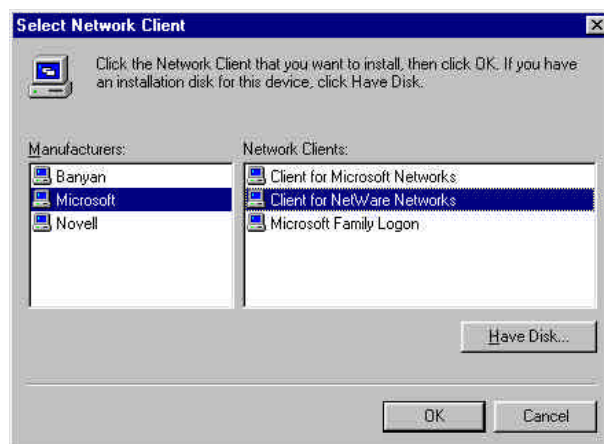 Select Network Client
Click the Network Client that you want to install, then click OK. If you have
an installation disk for this device, click Have Disk.
Manufacturers:
Banyan
Microsoft
Novell
Network Clients:
Client for Microsoft Networks
Client for NetWare Networks
Microsoft Family Logon
Have Disk...
OK
Cancel